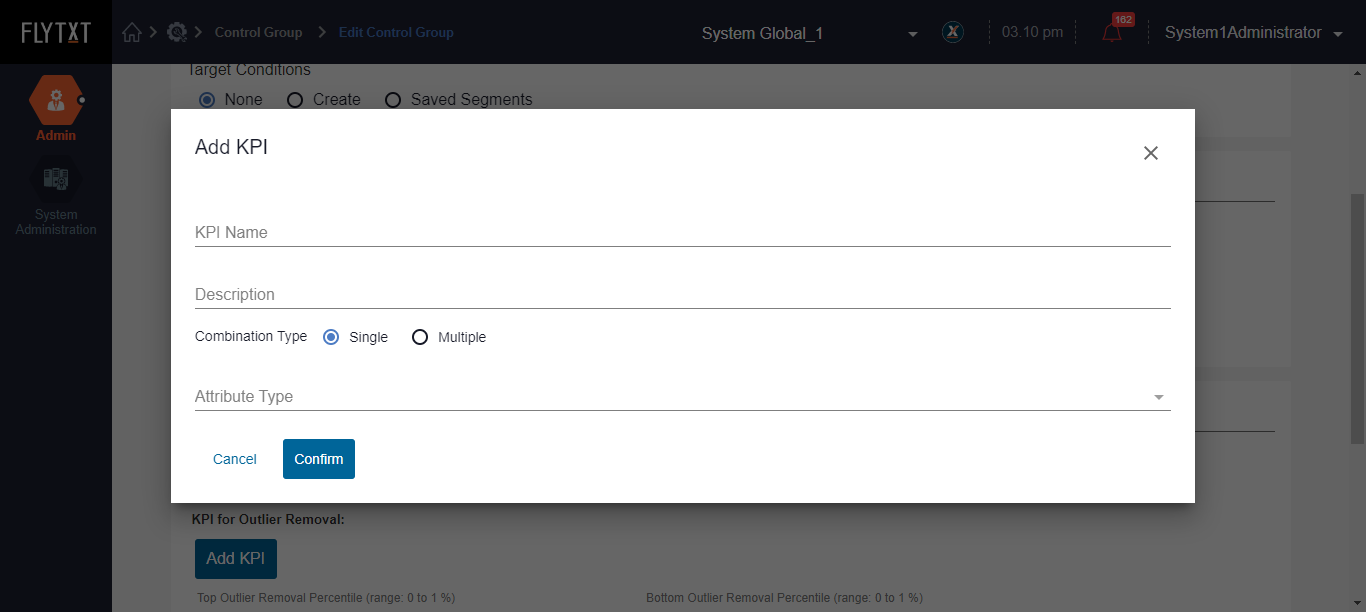 FLYTXT
Control Group
Edit Control Group
System Global_1
03.10 pm
162
System1Administrator
Admin
System
Administration
Target Conditions
None Create Saved Segments
Add KPI
KPI Name
Description
Combination Type Single Multiple
Attribute Type
Cancel Confirm
KPI for Outlier Removal:
Add KPI
Top Outlier Removal Percentile (range: 0 to 1 %) Bottom Outlier Removal Percentile (range: 0 to 1 %)